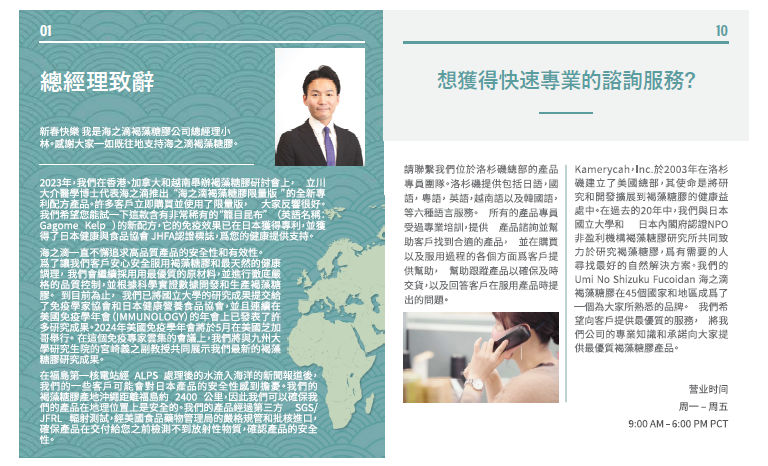 01
總經理致辭
新春快樂 我是海之滴褐藻糖膠公司總經理小
林。感謝大家一如既往地支持海之滴褐藻糖膠。
2023年，我們在香港、加拿大和越南舉辦褐藻糖膠研討會上， 立川
大介醫學博士代表海之滴推出 “海之滴褐藻糖膠限量版 ”的全新專
利配方產品。許多客戶立即購買並使用了限量版， 大家反響很好。
我們希望您能試一下這款含有非常稀有的“籠目昆布” （英語名稱：
Gagome Kelp ）的新配方，它的免疫效果已在日本獲得專利，並獲
得了日本健康與食品協會 JHFA認證標誌，爲您的健康提供支持。
海之滴一直不懈追求高品質產品的安全性和有效性。
爲了讓我們客戶安心安全服用褐藻糖膠和最天然的健康
調理， 我們會繼續採用用最優質的原材料，並進行徹底嚴
格的品質控制，並根據科學實證數據開發和生產褐藻糖
膠。 到目前為止， 我們已將國立大學的研究成果提交給
了免疫學家協會和日本健康營養食品協會，並且連續在
美國免疫學年會（IMMUNOLOGY）的年會上已發表了許
多研究成果。2024年美國免疫學年會將於5月在美國芝加
哥舉行。 在這個免疫專家雲集的會議上，我們將與九州大
學研究生院的宮﨑義之副教授共同展示我們最新的褐藻
糖膠研究成果。
在福島第一核電站經 ALPS 處理後的水流入海洋的新聞報道後，
我們的一些客戶可能會對日本產品的安全性感到擔憂。我們的
褐藻糖膠產地沖繩距離福島約 2400 公里，因此我們可以確保我
們的產品在地理位置上是安全的。我們的產品經過第三方 SGS/
JFRL 輻射測試，經美國食品藥物管理局的嚴格規管和批核進口，
確保產品在交付給您之前檢測不到放射性物質，確認產品的安全
性。
10
想獲得快速專業的諮詢服務?
請聯繫我們位於洛杉磯總部的產品
專員團隊。洛杉磯提供包括日語，國
語，粵語，英語，越南語以及韓國語，
等六種語言服務。 所有的產品專員
受過專業培訓，提供 產品諮詢並幫
助客戶找到合適的產品， 並在購買
以及服用過程的各個方面爲客戶提
供幫助， 幫助跟蹤產品以確保及時
交貨，以及回答客戶在服用產品時提
出的問題。
Kamerycah，Inc.於2003年在洛杉
磯建立了美國總部，其使命是將研
究和開發擴展到褐藻糖膠的健康益
處中。在過去的20年中，我們與日本
國立大學和 日本內閣府認證NPO
非盈利機構褐藻糖膠研究所共同致
力於研究褐藻糖膠，爲有需要的人
尋找最好的自然解決方案。我們的
Umi No Shizuku Fucoidan 海之滴
褐藻糖膠在45個國家和地區成爲了
一個為大家所熟悉的品牌。 我們希
望向客戶提供最優質的服務， 將我
們公司的專業知識和承諾向大家提
供最優質褐藻糖膠產品。
营业时间
周一 – 周五
9:00 AM – 6:00 PM PCT